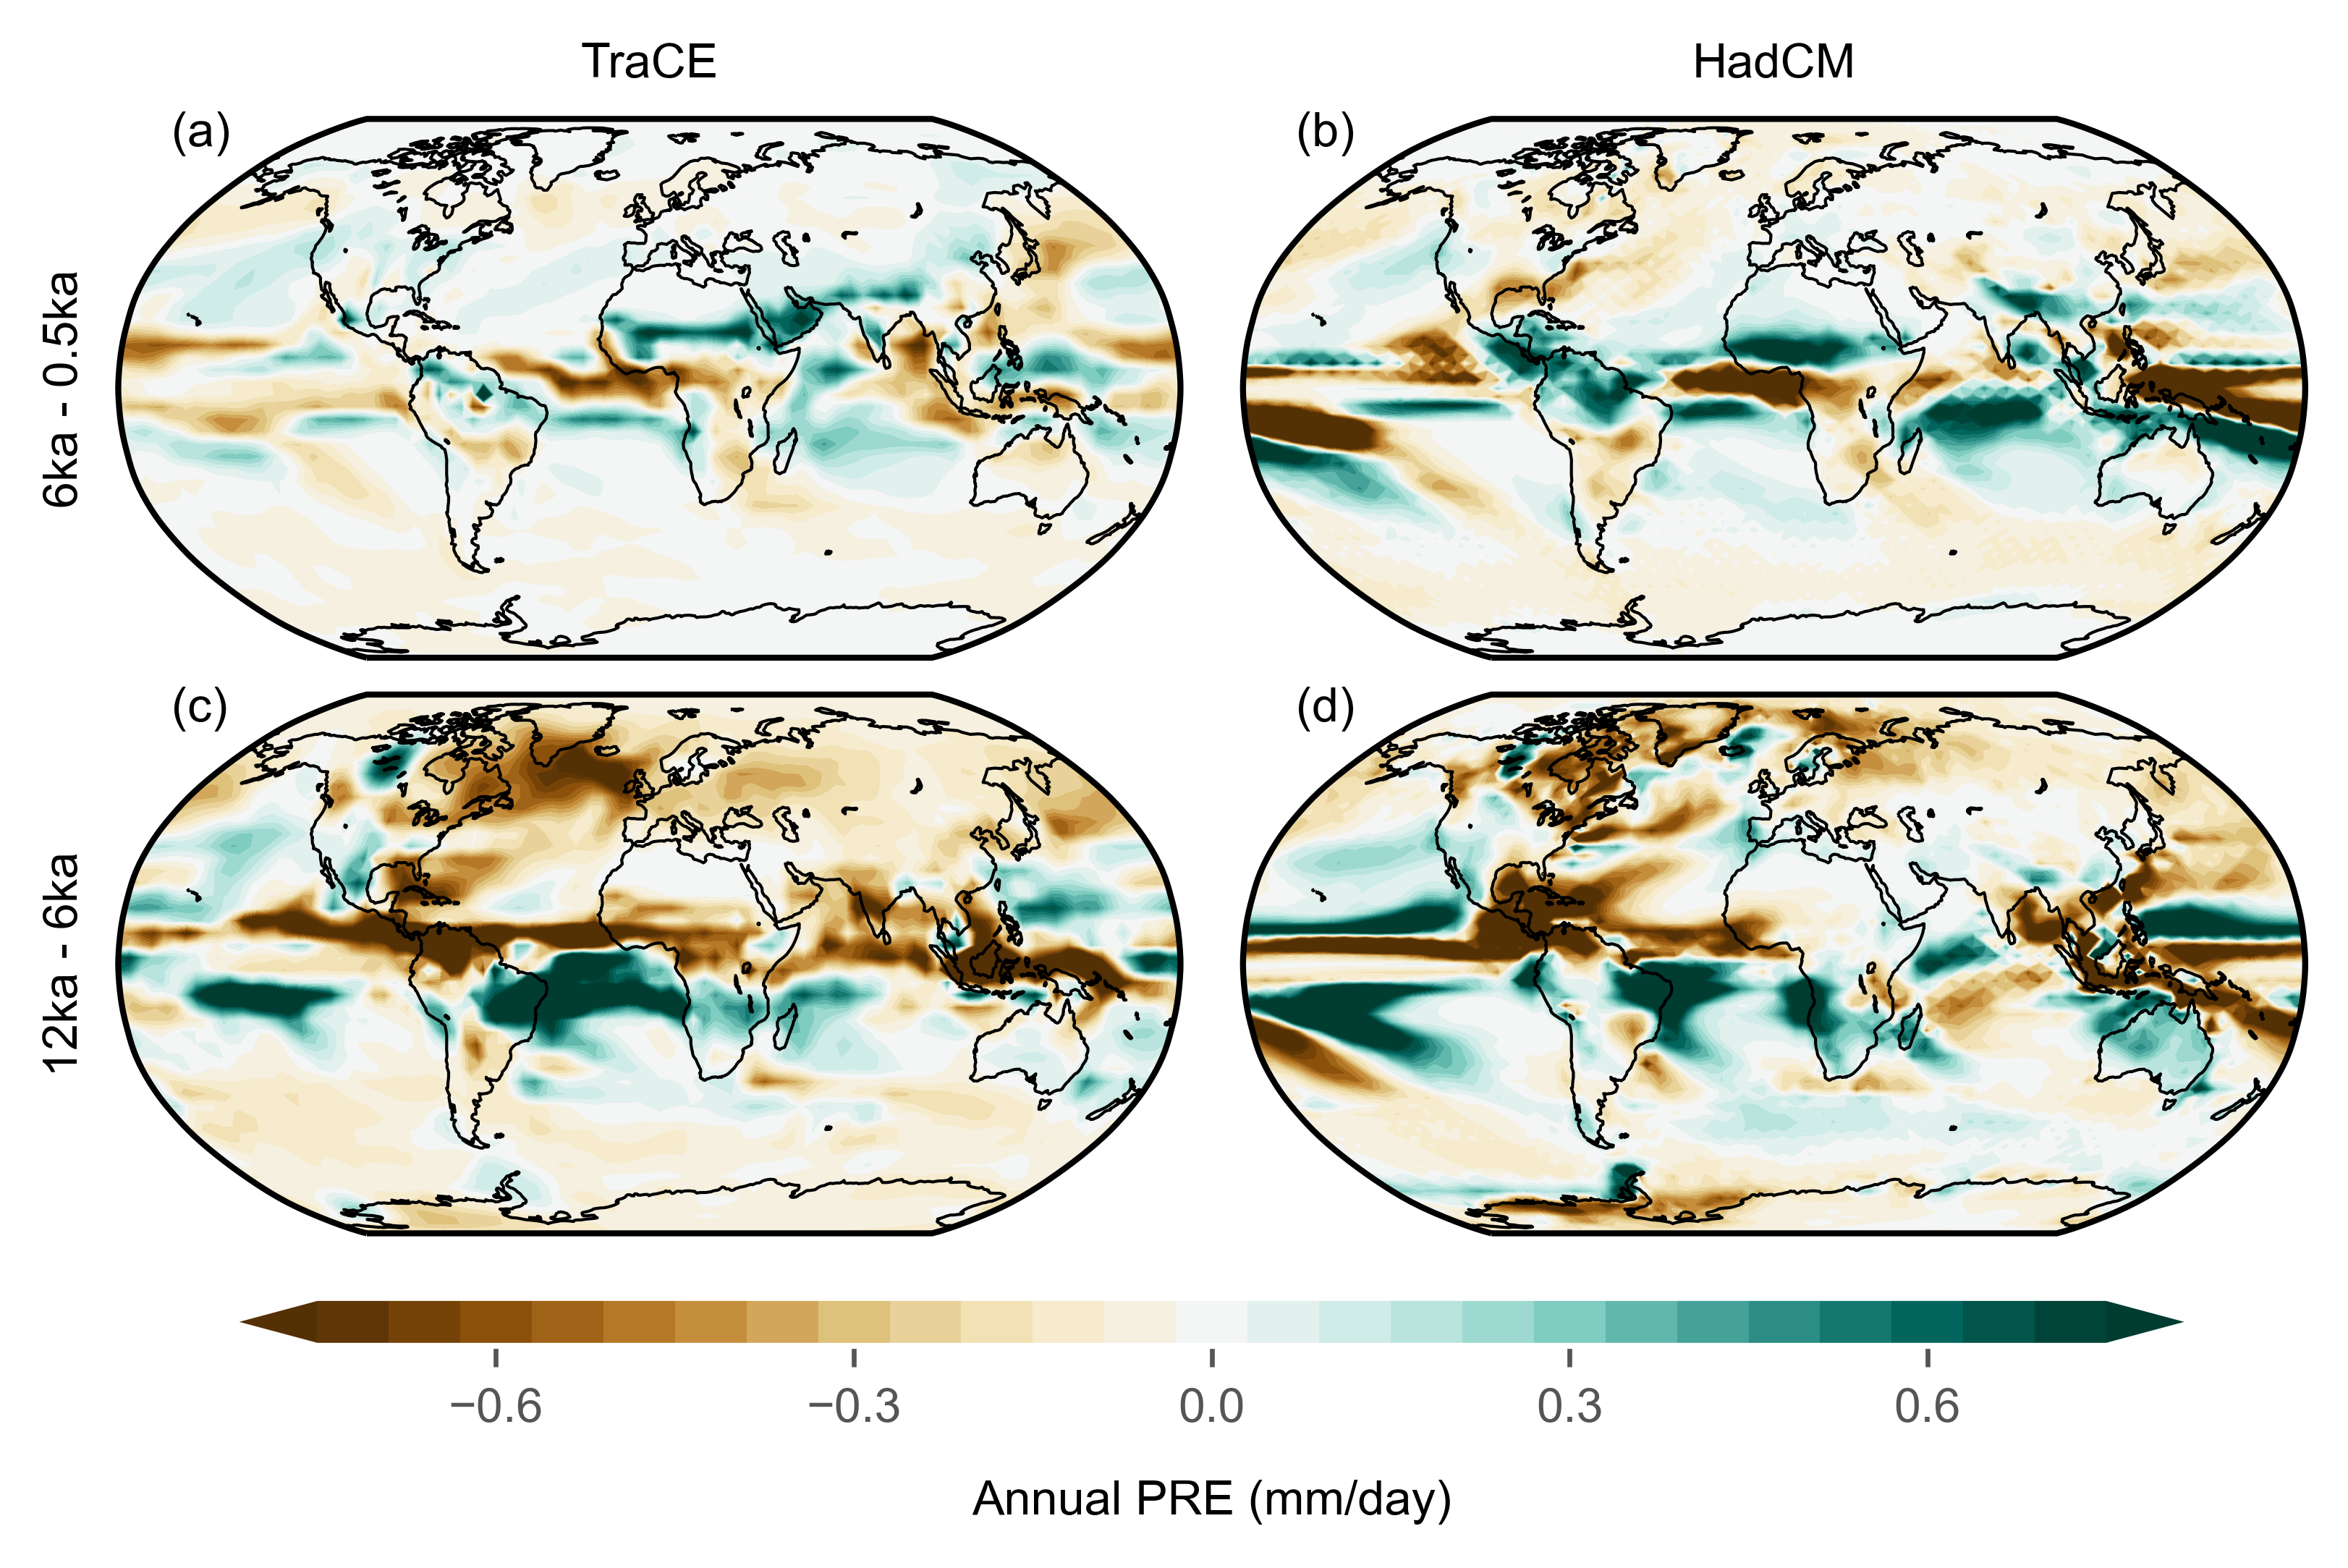 TraCE
HadCM
(a)
(b)
6ka - 0.5ka
(c)
(d)
12ka - 6ka
−0.6
−0.3
0.0
0.3
0.6
Annual PRE (mm/day)